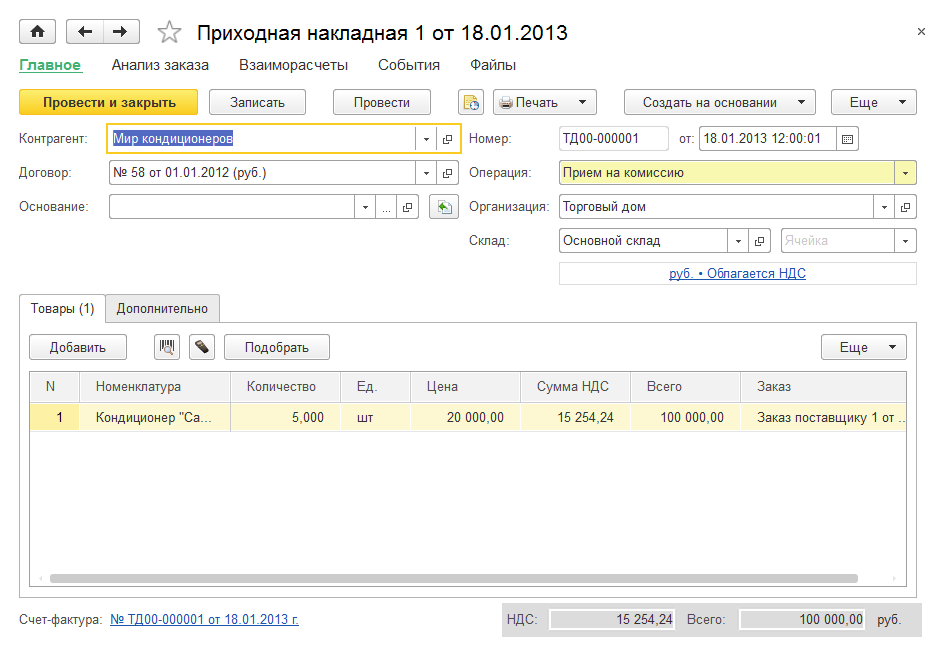 Приходная накладная 1 от 18.01.2013 ×
Главное Анализ заказа Взаиморасчеты События Файлы
Провести и закрыть Записать Провести Печать Создать на основании Еще
Контрагент: Мир кондиционеров Номер: ТД00-000001 от: 18.01.2013 12:00:01
Договор: № 58 от 01.01.2012 (руб.) Операция: Прием на комиссию
Основание: ... Организация: Торговый дом
Склад: Основной склад Ячейка
руб. • Облагается НДС
Товары (1) Дополнительно
Добавить Подобрать Еще
N Номенклатура Количество Ед. Цена Сумма НДС Всего Заказ
1 Кондиционер "Са... 5,000 шт 20 000,00 15 254,24 100 000,00 Заказ поставщику 1 от ...
Счет-фактура: № ТД00-000001 от 18.01.2013 г. НДС: 15 254,24 Всего: 100 000,00 руб.